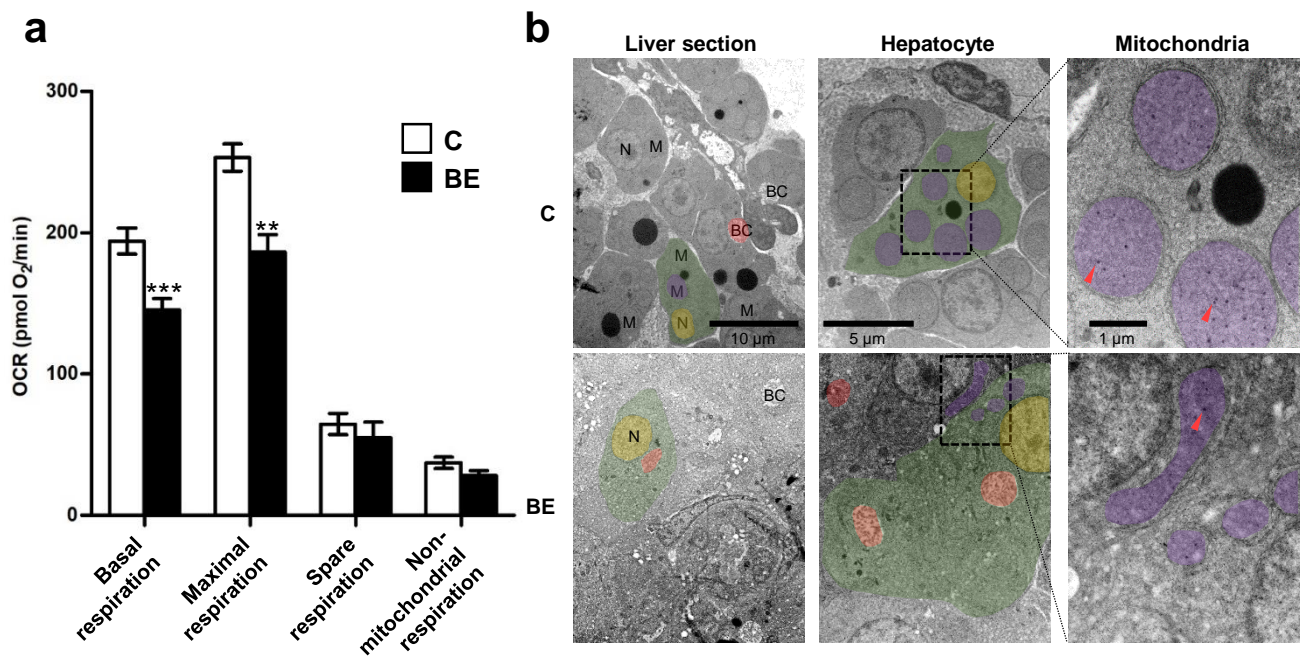 a
300
200
100
0
OCR (pmol O2/min)
C
BE
***
**
Basal
respiration
Maximal
respiration
Spare
respiration
Non-
mitochondrial
respiration
b
Liver section
Hepatocyte
Mitochondria
C
N
M
BC
BC
M
M
N
M
M
10 µm
5 µm
1 µm
BE
BC
N